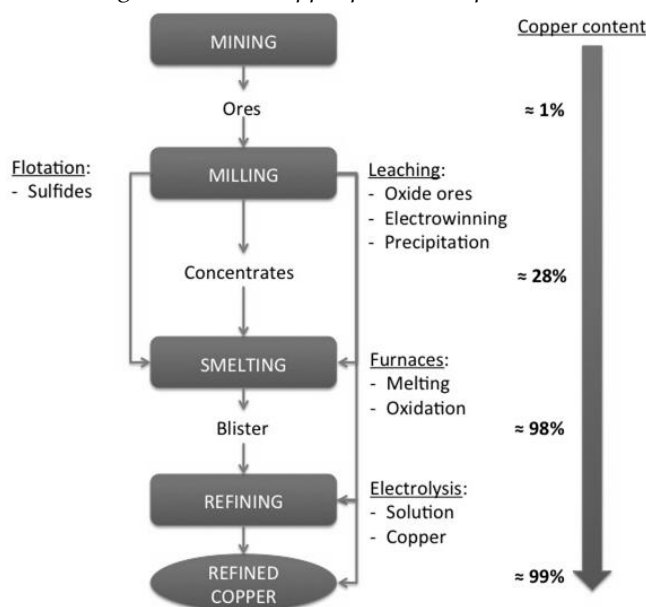 Copper content
MINING
Ores
≈ 1%
Flotation:
- Sulfides
MILLING
Leaching:
- Oxide ores
- Electrowinning
- Precipitation
Concentrates
≈ 28%
SMELTING
Furnaces:
- Melting
- Oxidation
Blister
≈ 98%
REFINING
Electrolysis:
- Solution
- Copper
REFINED
COPPER
≈ 99%